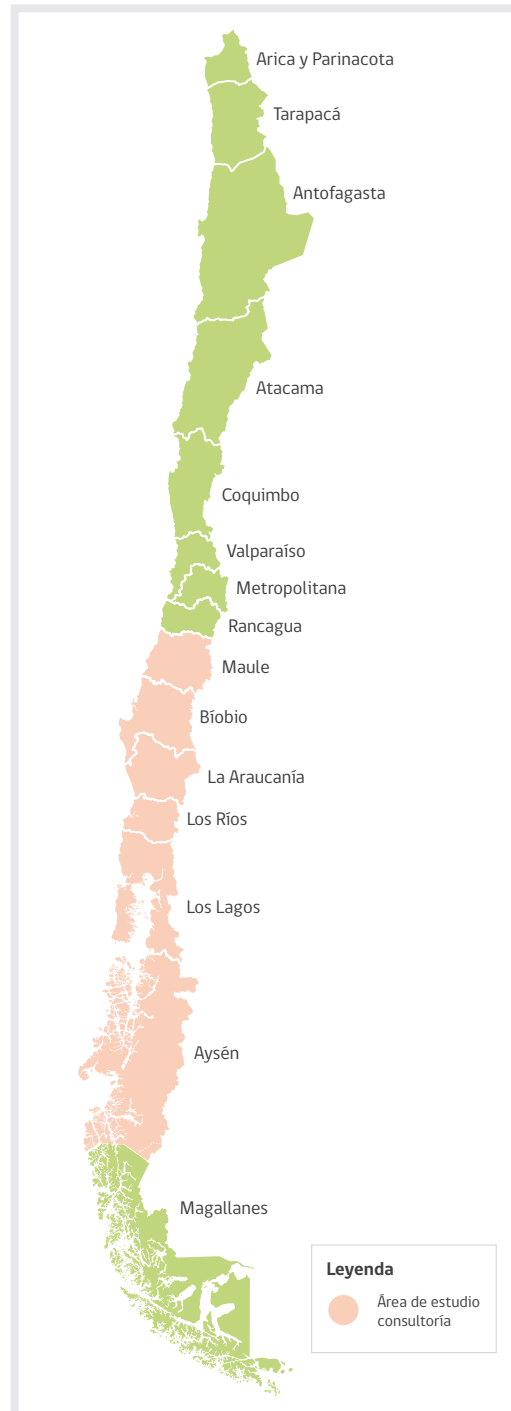 Arica y Parinacota
Tarapacá
Antofagasta
Atacama
Coquimbo
Valparaíso
Metropolitana
Rancagua
Maule
Bíobio
La Araucanía
Los Ríos
Los Lagos
Aysén
Magallanes
Leyenda
Área de estudio
consultoría